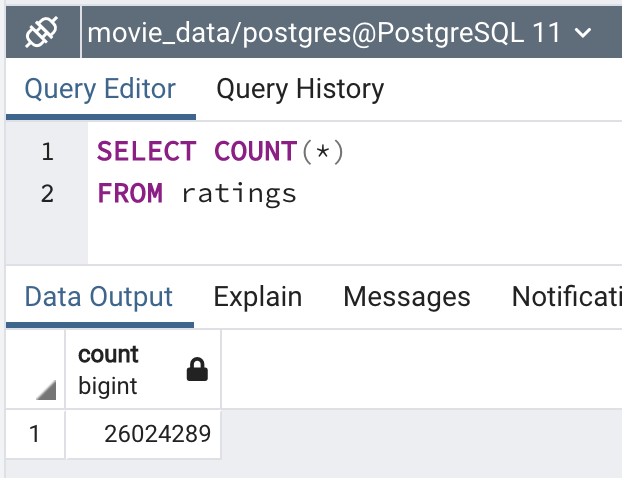 movie_data/postgres@PostgreSQL 11
Query Editor Query History
1 SELECT COUNT(*)
2 FROM ratings
Data Output Explain Messages Notificati
count
bigint
1 26024289